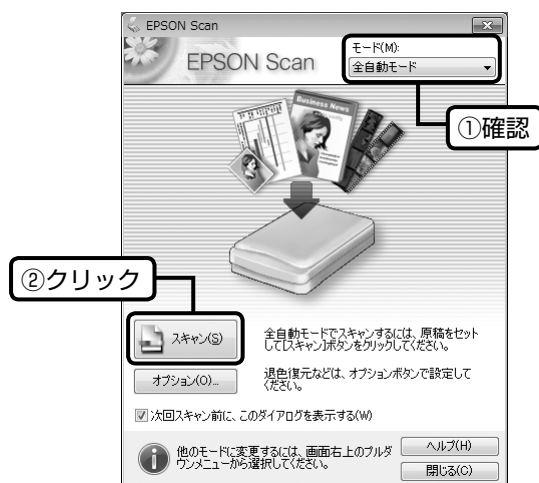 EPSON Scan
EPSON Scan
モード(M):
全自動モード
①確認
Business News
②クリック
スキャン(S)
全自動モードでスキャンするには、原稿をセット
して[スキャン]ボタンをクリックしてください。
オプション(O)...
退色復元などは、オプションボタンで設定して
ください。
次回スキャン前に、このダイアログを表示する(W)
他のモードに変更するには、画面右上のプルダ
ウンメニューから選択してください。
ヘルプ(H)
閉じる(C)